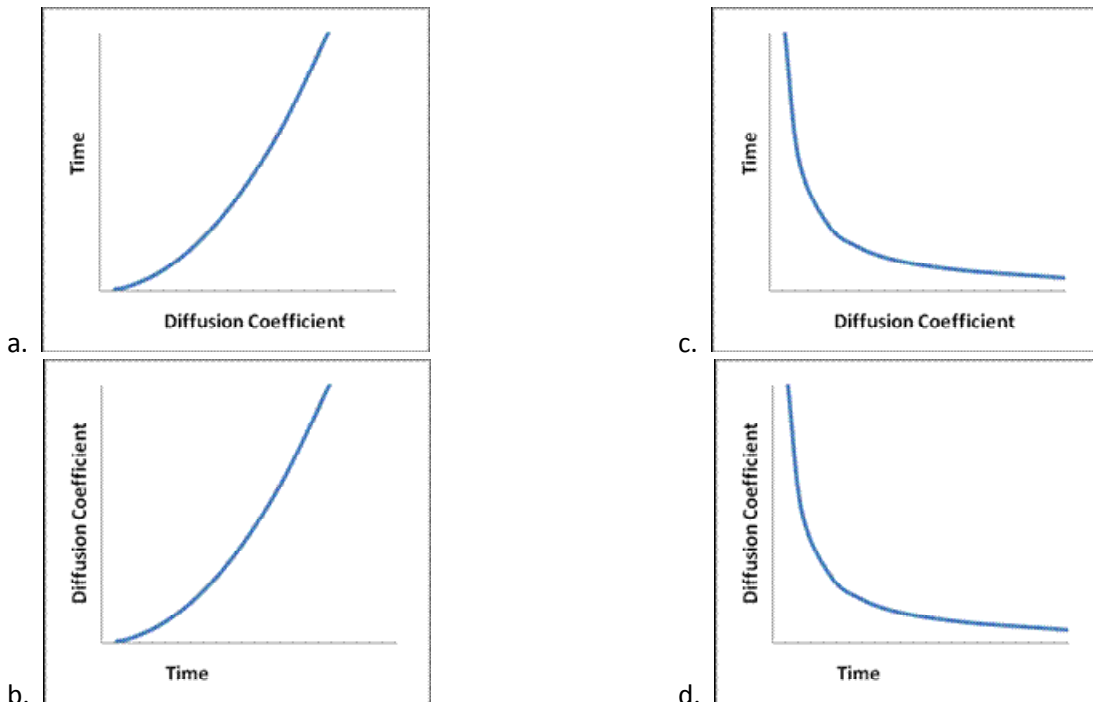 Time
Diffusion Coefficient
a.
Time
Diffusion Coefficient
c.
Diffusion Coefficient
Time
b.
Diffusion Coefficient
Time
d.